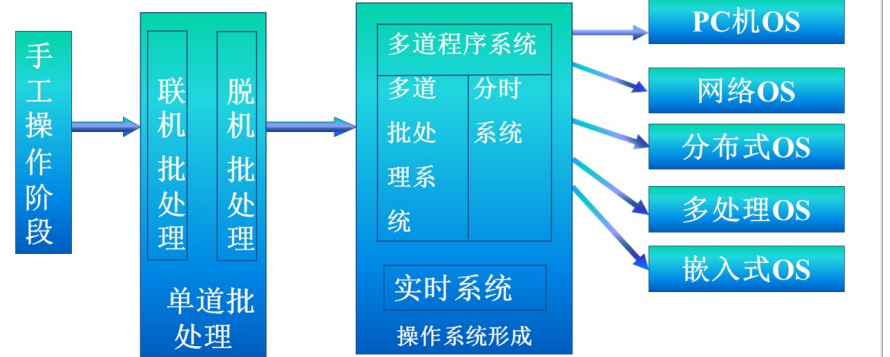 手工操作阶段
联机批处理
脱机批处理
单道批
处理
多道程序系统
多道
批处
理系
统
分时
系统
实时系统
操作系统形成
PC机OS
网络OS
分布式OS
多处理OS
嵌入式OS